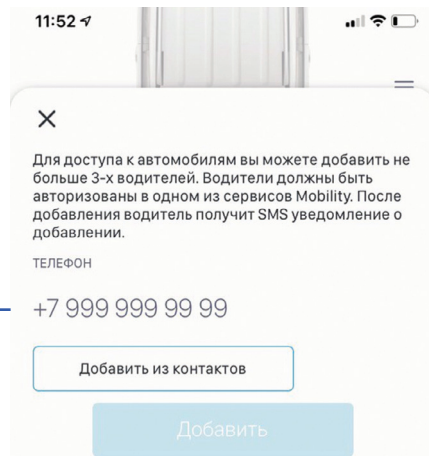 11:52
Для доступа к автомобилям вы можете добавить не
больше 3-х водителей. Водители должны быть
авторизованы в одном из сервисов Mobility. После
добавления водитель получит SMS уведомление о
добавлении.
ТЕЛЕФОН
+7 999 999 99 99
Добавить из контактов
Добавить